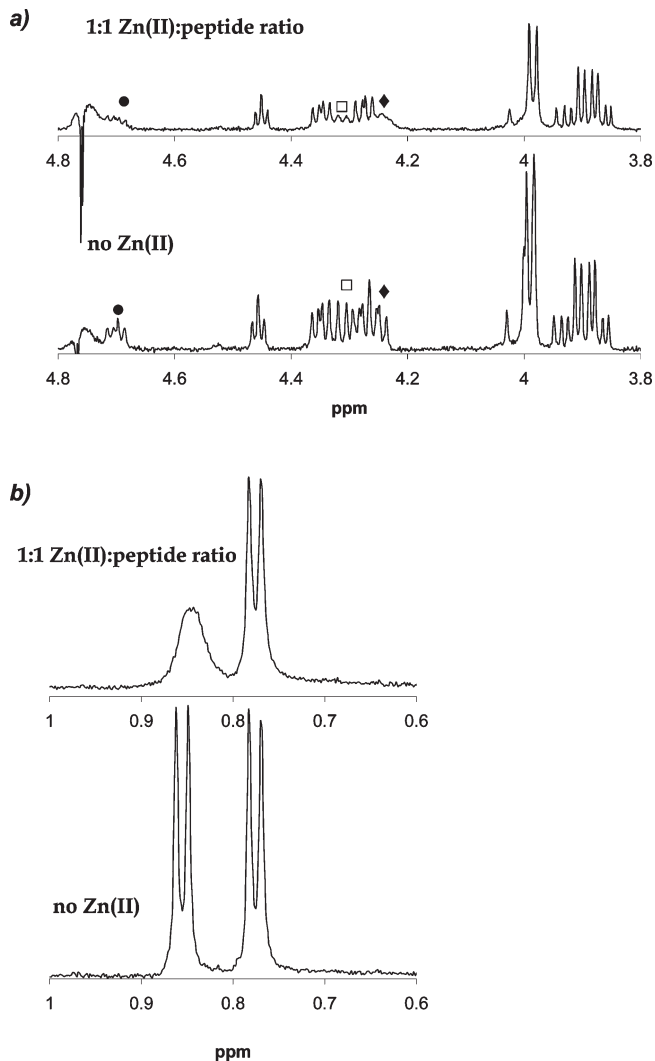 a)
1:1 Zn(II):peptide ratio
4.8 4.6 4.4 4.2 4 3.8
no Zn(II)
4.8 4.6 4.4 4.2 4 3.8
ppm
b)
1:1 Zn(II):peptide ratio
1 0.9 0.8 0.7 0.6
no Zn(II)
1 0.9 0.8 0.7 0.6
ppm